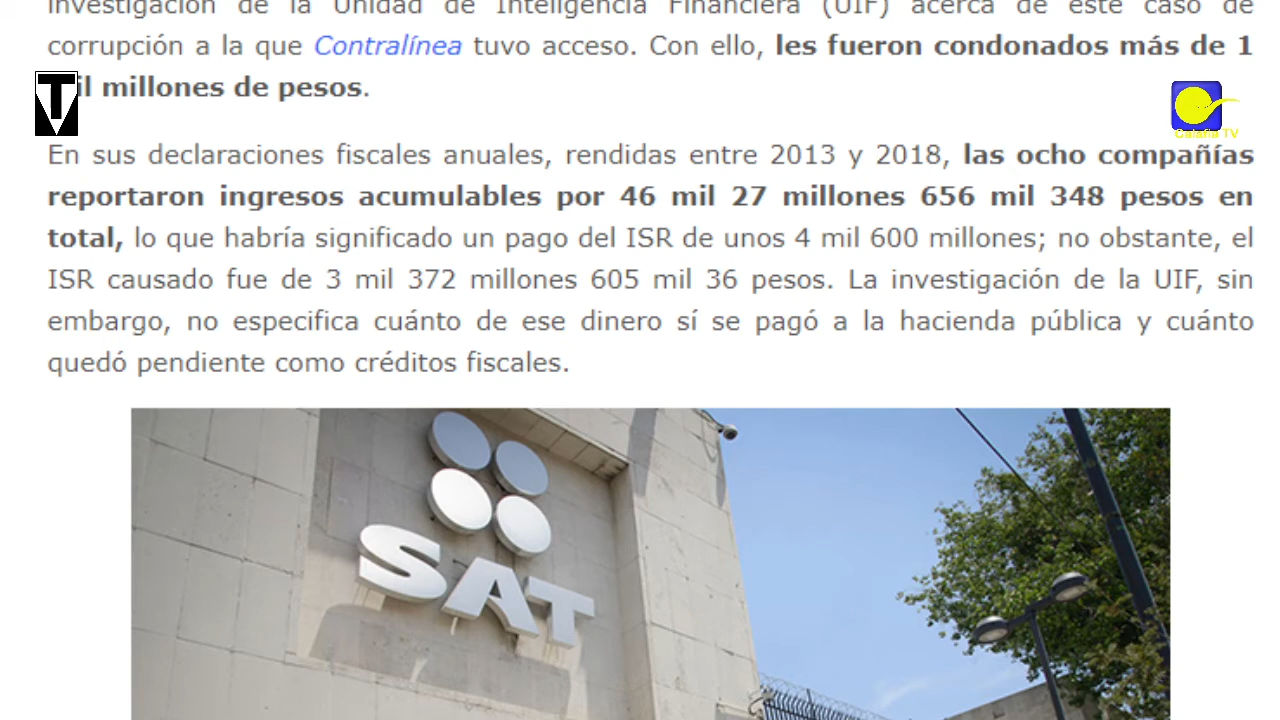 investigación de la Unidad de Inteligencia Financiera (UIF) acerca de este caso de
corrupción a la que Contralínea tuvo acceso. Con ello, les fueron condonados más de 1
il millones de pesos.
En sus declaraciones fiscales anuales, rendidas entre 2013 y 2018, las ocho compañías
reportaron ingresos acumulables por 46 mil 27 millones 656 mil 348 pesos en
total, lo que habría significado un pago del ISR de unos 4 mil 600 millones; no obstante, el
ISR causado fue de 3 mil 372 millones 605 mil 36 pesos. La investigación de la UIF, sin
embargo, no especifica cuánto de ese dinero sí se pagó a la hacienda pública y cuánto
quedó pendiente como créditos fiscales.
TV
Calafia TV
SAT